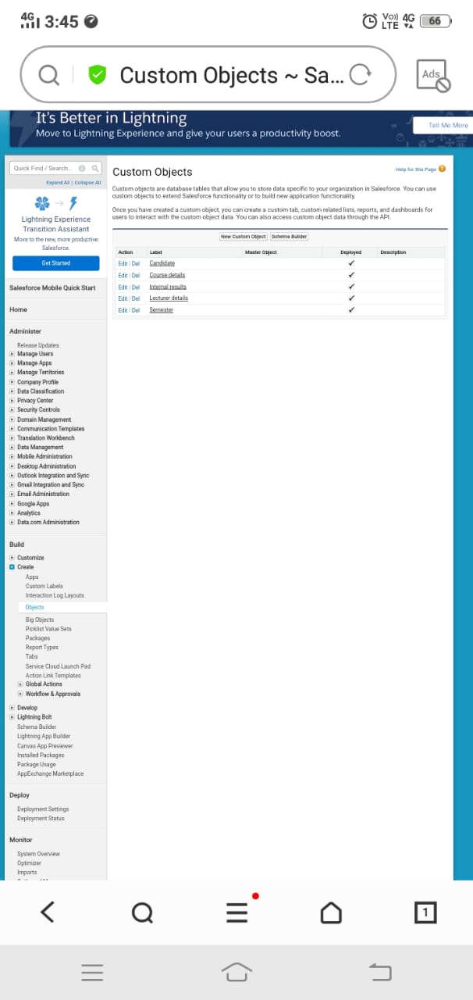 4G 3:45 Vo)) LTE 4G 66
Custom Objects ~ Sa... Ads
It's Better in Lightning
Move to Lightning Experience and give your users a productivity boost.
Tell Me More
Quick Find / Search...
Expand All | Collapse All
Lightning Experience
Transition Assistant
Move to the new, more productive
Salesforce.
Get Started
Salesforce Mobile Quick Start
Home
Administer
Release Updates
Manage Users
Manage Apps
Manage Territories
Company Profile
Data Classification
Privacy Center
Security Controls
Domain Management
Communication Templates
Translation Workbench
Data Management
Mobile Administration
Desktop Administration
Outlook Integration and Sync
Gmail Integration and Sync
Email Administration
Google Apps
Analytics
Data.com Administration
Build
Customize
Create
Apps
Custom Labels
Interaction Log Layouts
Objects
Big Objects
Picklist Value Sets
Packages
Report Types
Tabs
Service Cloud Launch Pad
Action Link Templates
Global Actions
Workflow & Approvals
Develop
Lightning Bolt
Schema Builder
Lightning App Builder
Canvas App Previewer
Installed Packages
Package Usage
AppExchange Marketplace
Deploy
Deployment Settings
Deployment Status
Monitor
System Overview
Optimizer
Imports
Custom Objects
Help for this Page
Custom objects are database tables that allow you to store data specific to your organization in Salesforce. You can use
custom objects to extend Salesforce functionality or to build new application functionality.
Once you have created a custom object, you can create a custom tab, custom related lists, reports, and dashboards for
users to interact with the custom object data. You can also access custom object data through the API.
New Custom Object Schema Builder
Action Label Master Object Deployed Description
Edit | Del Candidate
Edit | Del Course details
Edit | Del Internal results
Edit | Del Lecturer details
Edit | Del Semester
1